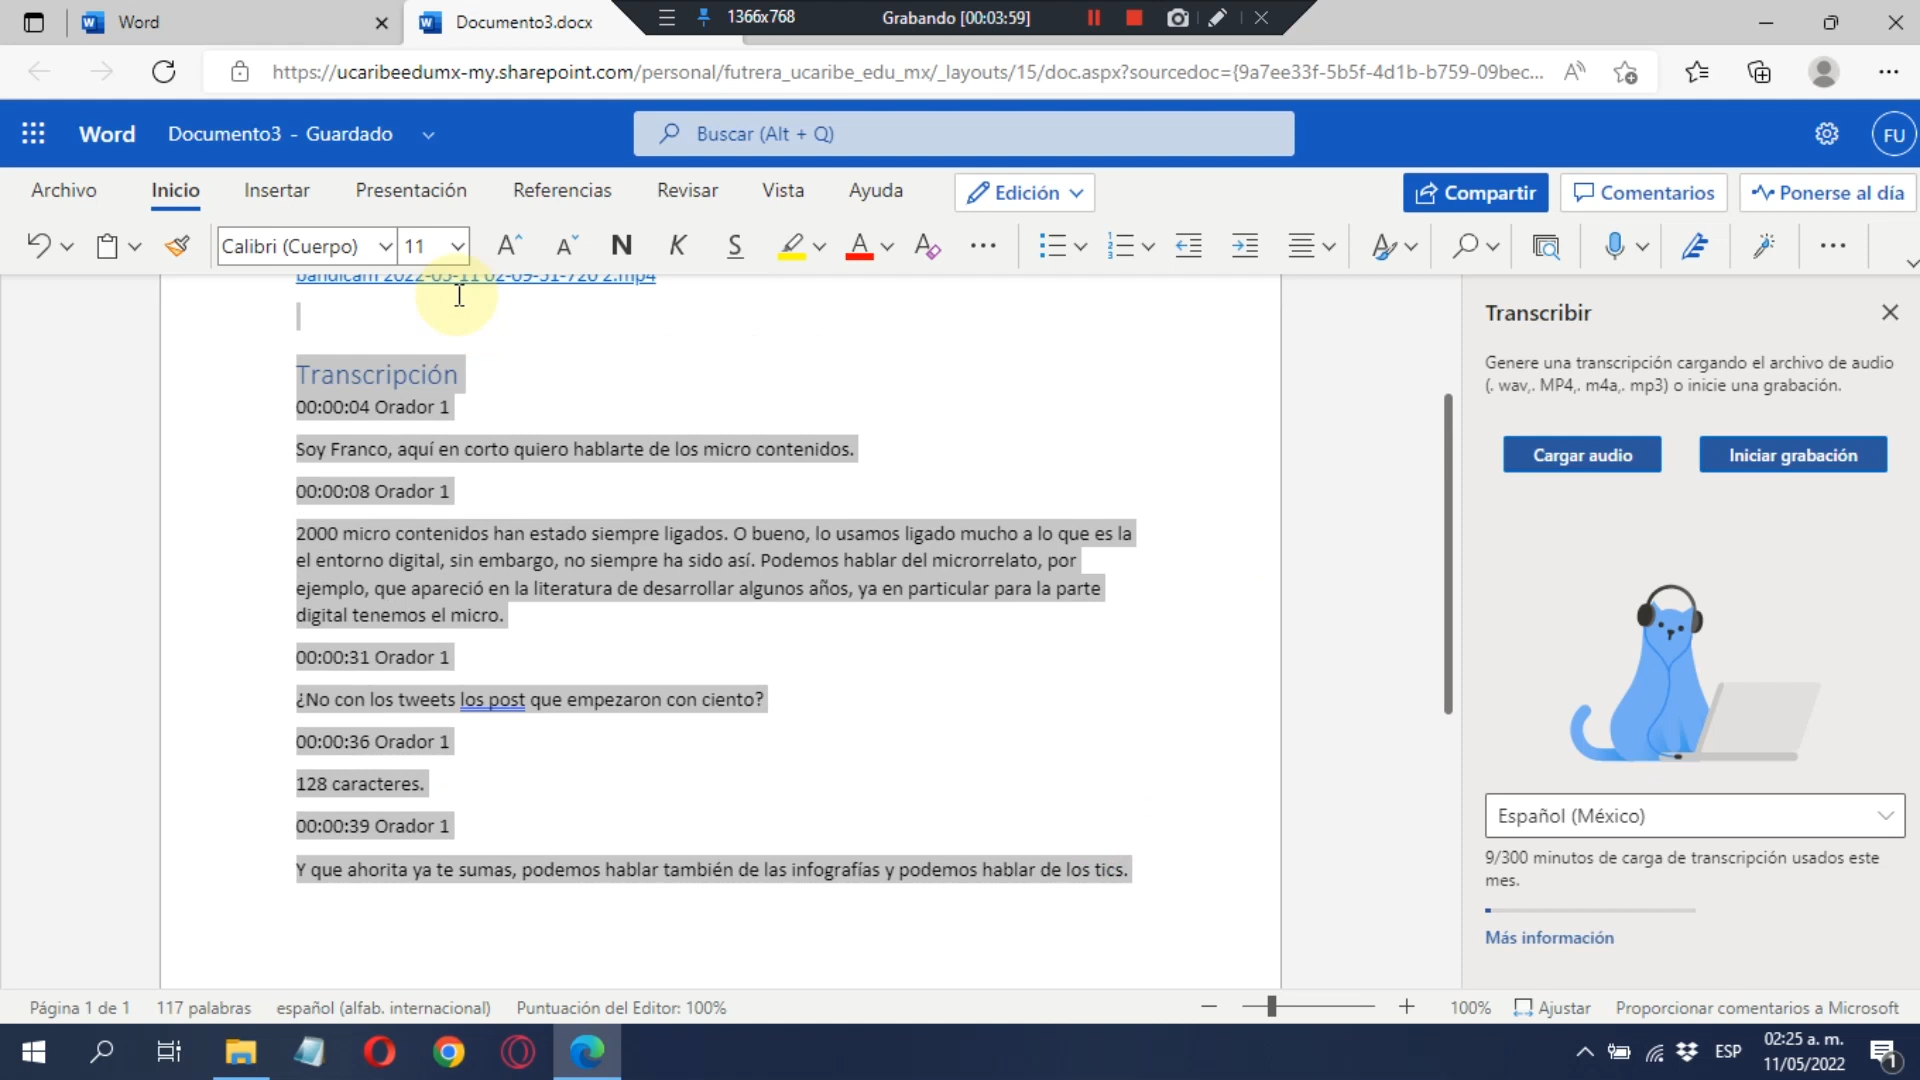 Word
Documento3.docx
1366x768
Grabando [00:03:59]
https://ucaribeedumx-my.sharepoint.com/personal/futrera_ucaribe_edu_mx/_layouts/15/doc.aspx?sourcedoc={9a7ee33f-5b5f-4d1b-b759-09bec...
Word
Documento3 - Guardado
Buscar (Alt + Q)
FU
Archivo
Inicio
Insertar
Presentación
Referencias
Revisar
Vista
Ayuda
Edición
Compartir
Comentarios
Ponerse al día
Calibri (Cuerpo)
11
N
K
S
bandicam 2022-05-11 02-09-51-720 2.mp4
Transcripción
00:00:04 Orador 1
Soy Franco, aquí en corto quiero hablarte de los micro contenidos.
00:00:08 Orador 1
2000 micro contenidos han estado siempre ligados. O bueno, lo usamos ligado mucho a lo que es la
el entorno digital, sin embargo, no siempre ha sido así. Podemos hablar del microrrelato, por
ejemplo, que apareció en la literatura de desarrollar algunos años, ya en particular para la parte
digital tenemos el micro.
00:00:31 Orador 1
¿No con los tweets los post que empezaron con ciento?
00:00:36 Orador 1
128 caracteres.
00:00:39 Orador 1
Y que ahorita ya te sumas, podemos hablar también de las infografías y podemos hablar de los tics.
Transcribir
Genere una transcripción cargando el archivo de audio
(. wav,. MP4,. m4a,. mp3) o inicie una grabación.
Cargar audio
Iniciar grabación
Español (México)
9/300 minutos de carga de transcripción usados este
mes.
Más información
Página 1 de 1
117 palabras
español (alfab. internacional)
Puntuación del Editor: 100%
100%
Ajustar
Proporcionar comentarios a Microsoft
ESP
02:25 a. m.
11/05/2022
1